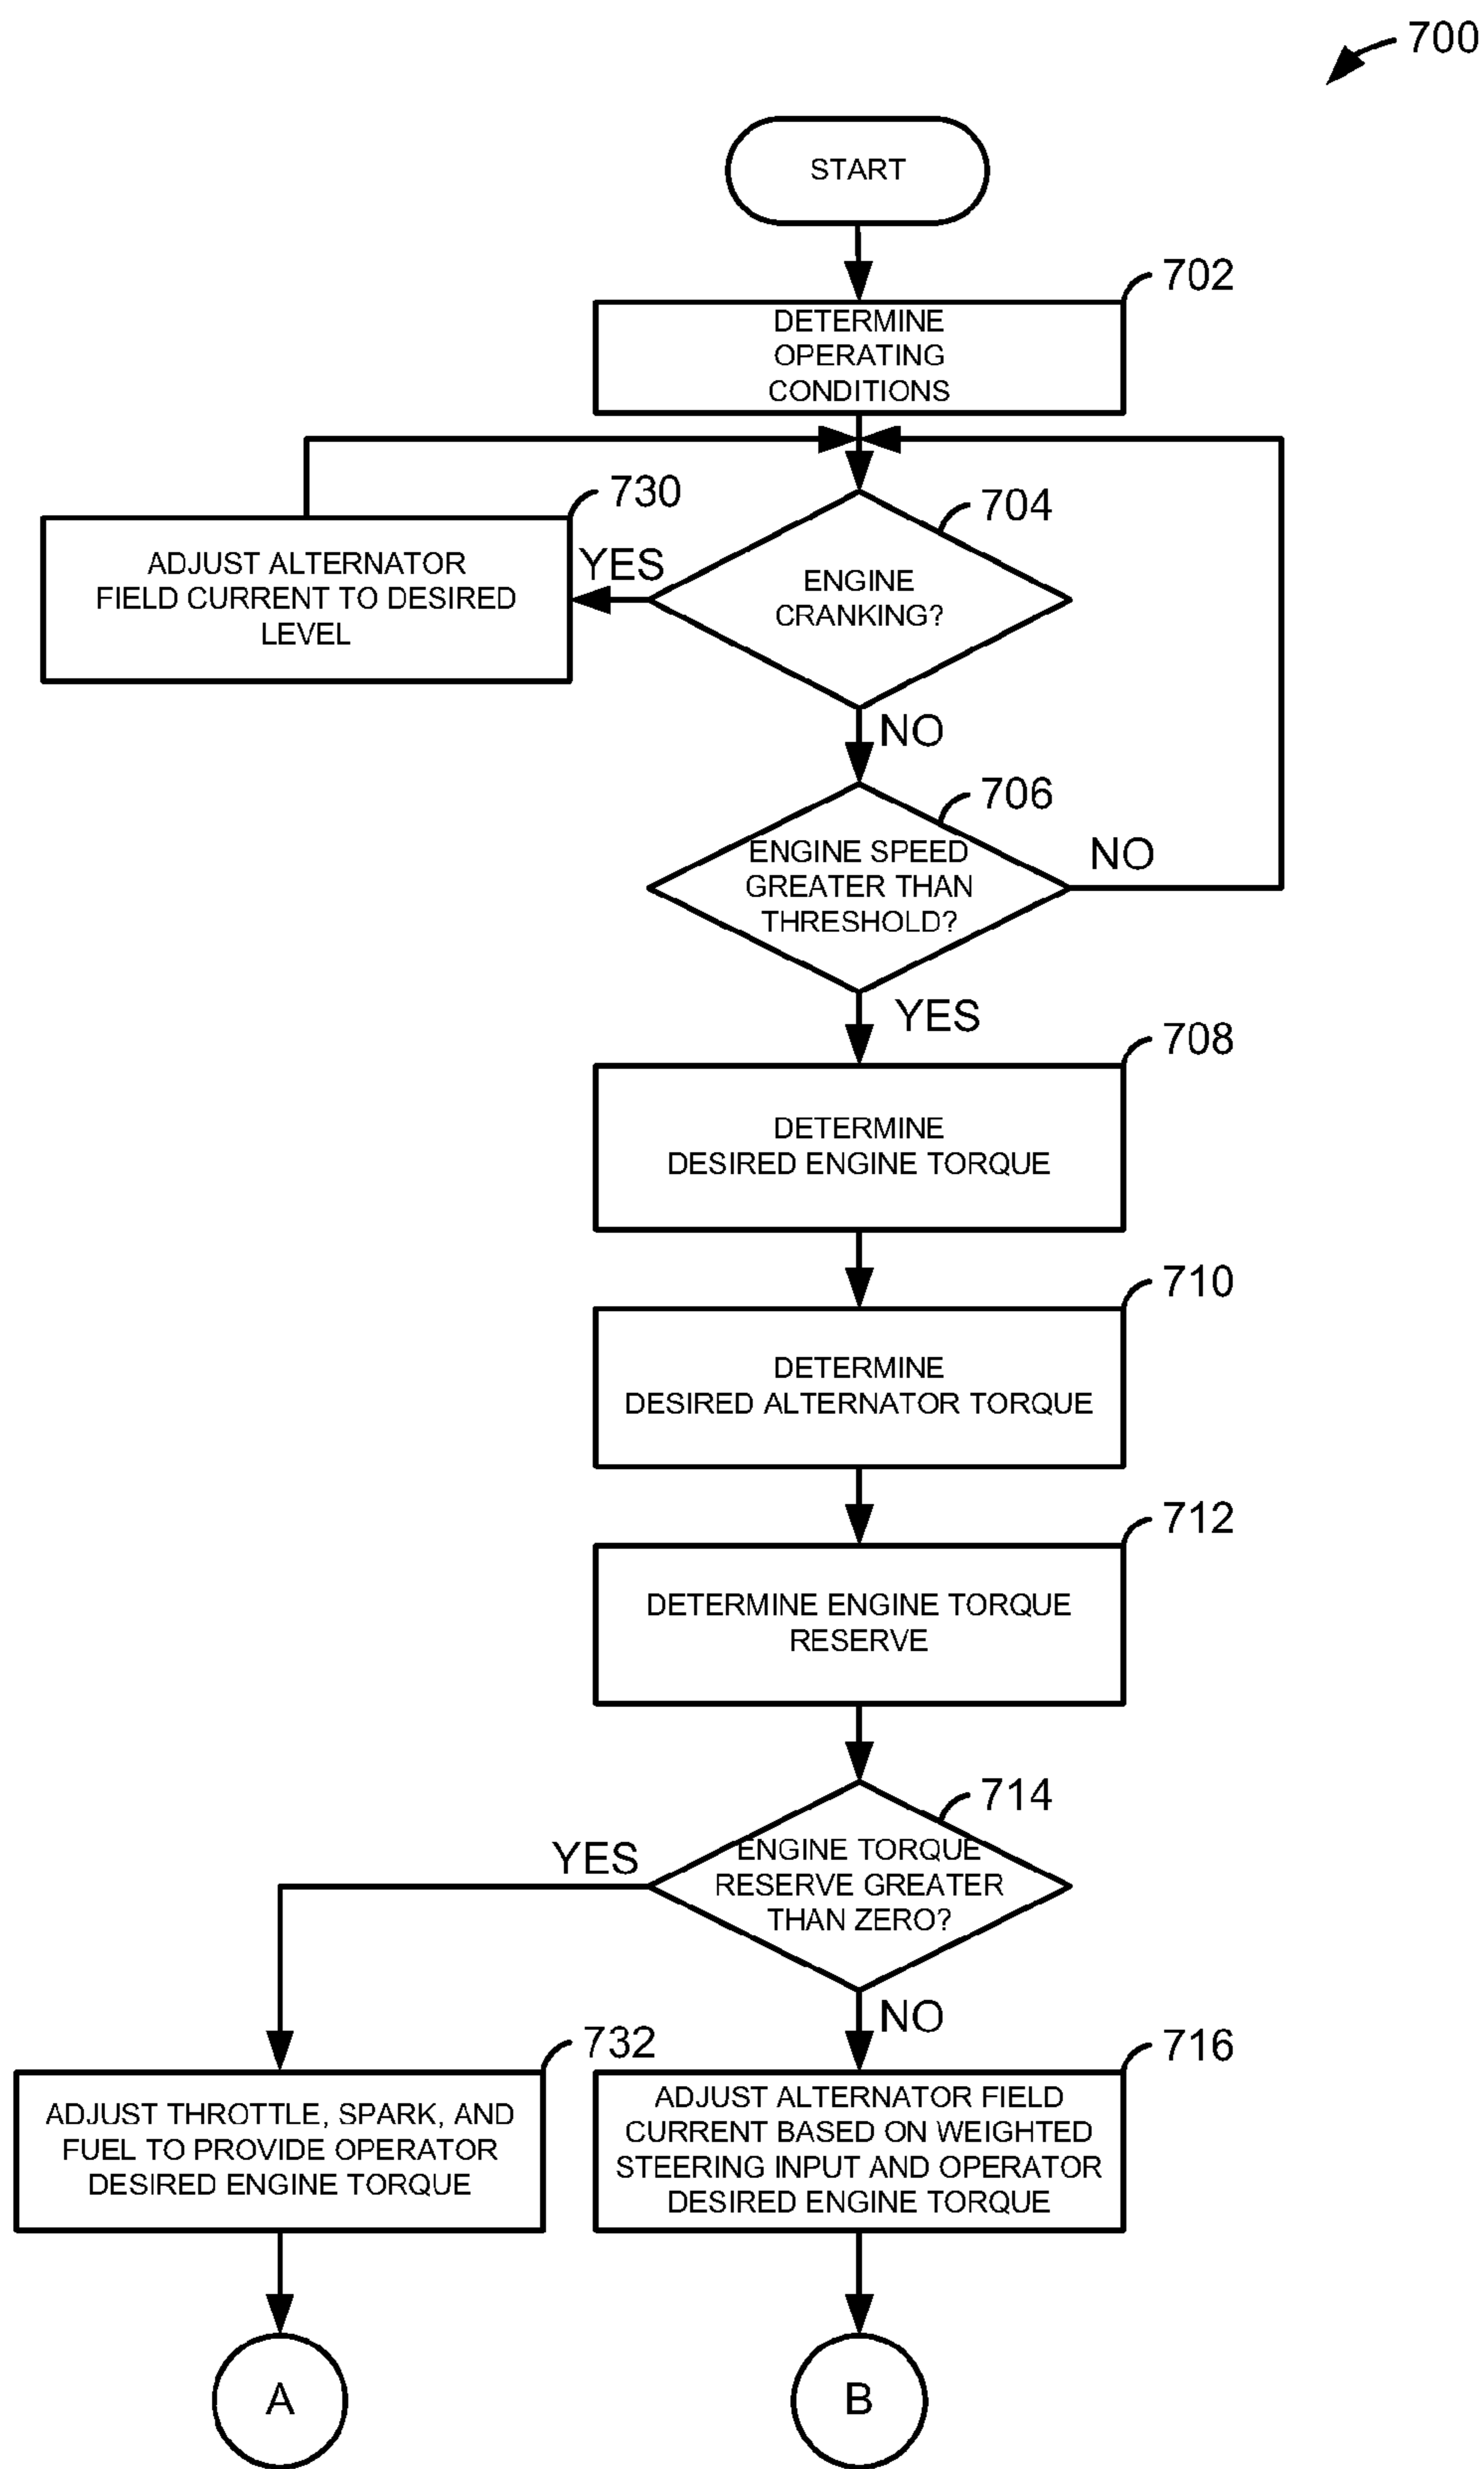 700
START
702
DETERMINE
OPERATING
CONDITIONS
730
704
ADJUST ALTERNATOR
FIELD CURRENT TO DESIRED
LEVEL
YES
ENGINE
CRANKING?
NO
706
ENGINE SPEED
GREATER THAN
THRESHOLD?
NO
YES
708
DETERMINE
DESIRED ENGINE TORQUE
710
DETERMINE
DESIRED ALTERNATOR TORQUE
712
DETERMINE ENGINE TORQUE
RESERVE
714
YES
ENGINE TORQUE
RESERVE GREATER
THAN ZERO?
NO
732
ADJUST THROTTLE, SPARK, AND
FUEL TO PROVIDE OPERATOR
DESIRED ENGINE TORQUE
716
ADJUST ALTERNATOR FIELD
CURRENT BASED ON WEIGHTED
STEERING INPUT AND OPERATOR
DESIRED ENGINE TORQUE
A
B